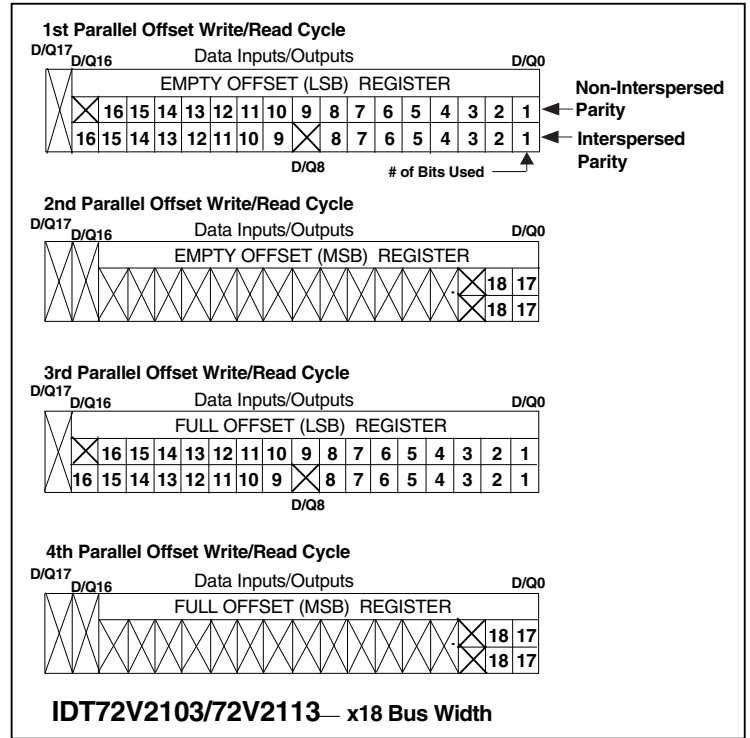 1st Parallel Offset Write/Read Cycle
D/Q17 D/Q16 Data Inputs/Outputs D/Q0
EMPTY OFFSET (LSB) REGISTER
16 15 14 13 12 11 10 9 8 7 6 5 4 3 2 1 Non-Interspersed Parity
16 15 14 13 12 11 10 9 8 7 6 5 4 3 2 1 Interspersed Parity
D/Q8 # of Bits Used
2nd Parallel Offset Write/Read Cycle
D/Q17 D/Q16 Data Inputs/Outputs D/Q0
EMPTY OFFSET (MSB) REGISTER
18 17
18 17
3rd Parallel Offset Write/Read Cycle
D/Q17 D/Q16 Data Inputs/Outputs D/Q0
FULL OFFSET (LSB) REGISTER
16 15 14 13 12 11 10 9 8 7 6 5 4 3 2 1
16 15 14 13 12 11 10 9 8 7 6 5 4 3 2 1
D/Q8
4th Parallel Offset Write/Read Cycle
D/Q17 D/Q16 Data Inputs/Outputs D/Q0
FULL OFFSET (MSB) REGISTER
18 17
18 17
IDT72V2103/72V2113— x18 Bus Width